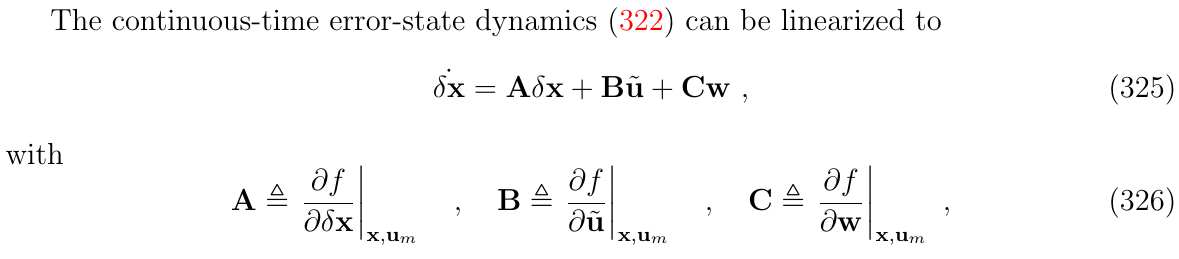 The continuous-time error-state dynamics (322) can be linearized to
δẋ = Aδx + Bũ + Cw , (325)
with
A ≜ ∂f/∂δx |x,uₘ , B ≜ ∂f/∂ũ |x,uₘ , C ≜ ∂f/∂w |x,uₘ , (326)